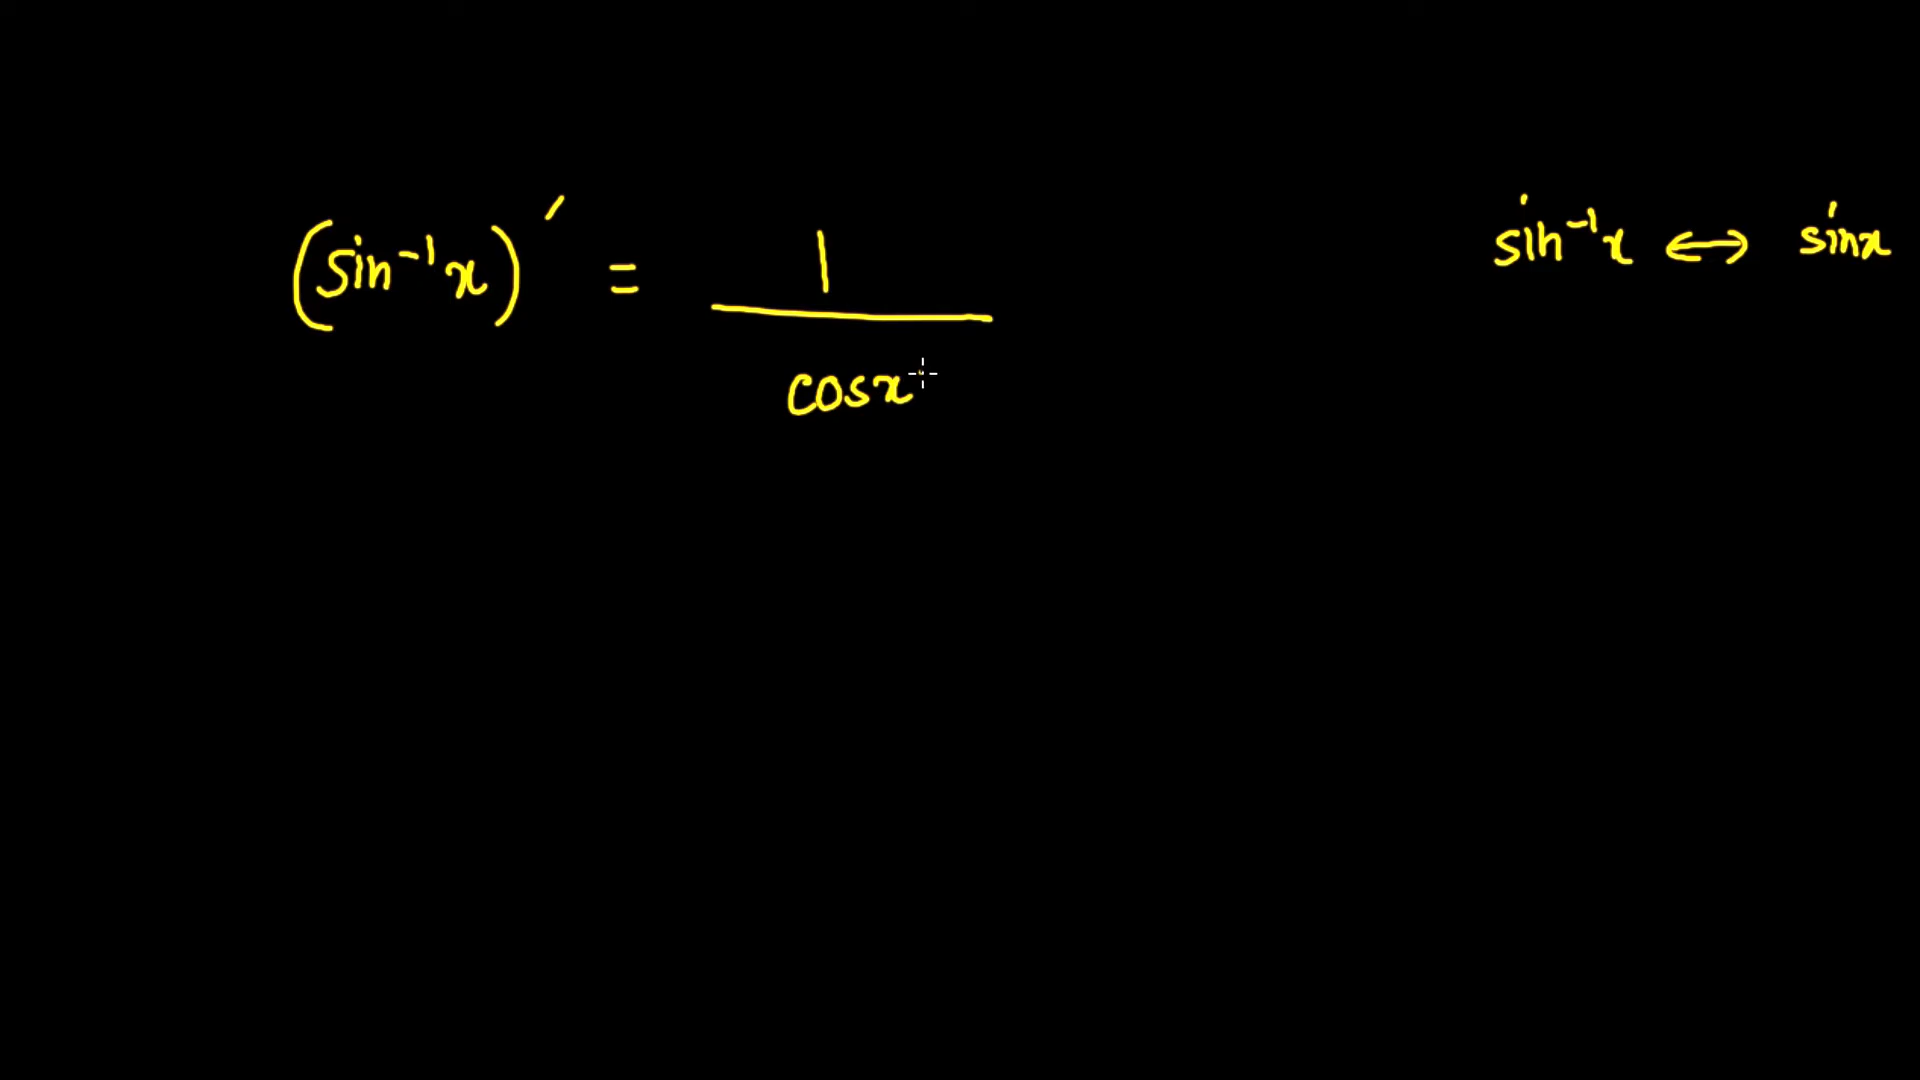 (sin⁻¹x)′ = 1/cosx
sin⁻¹x ↔ sinx